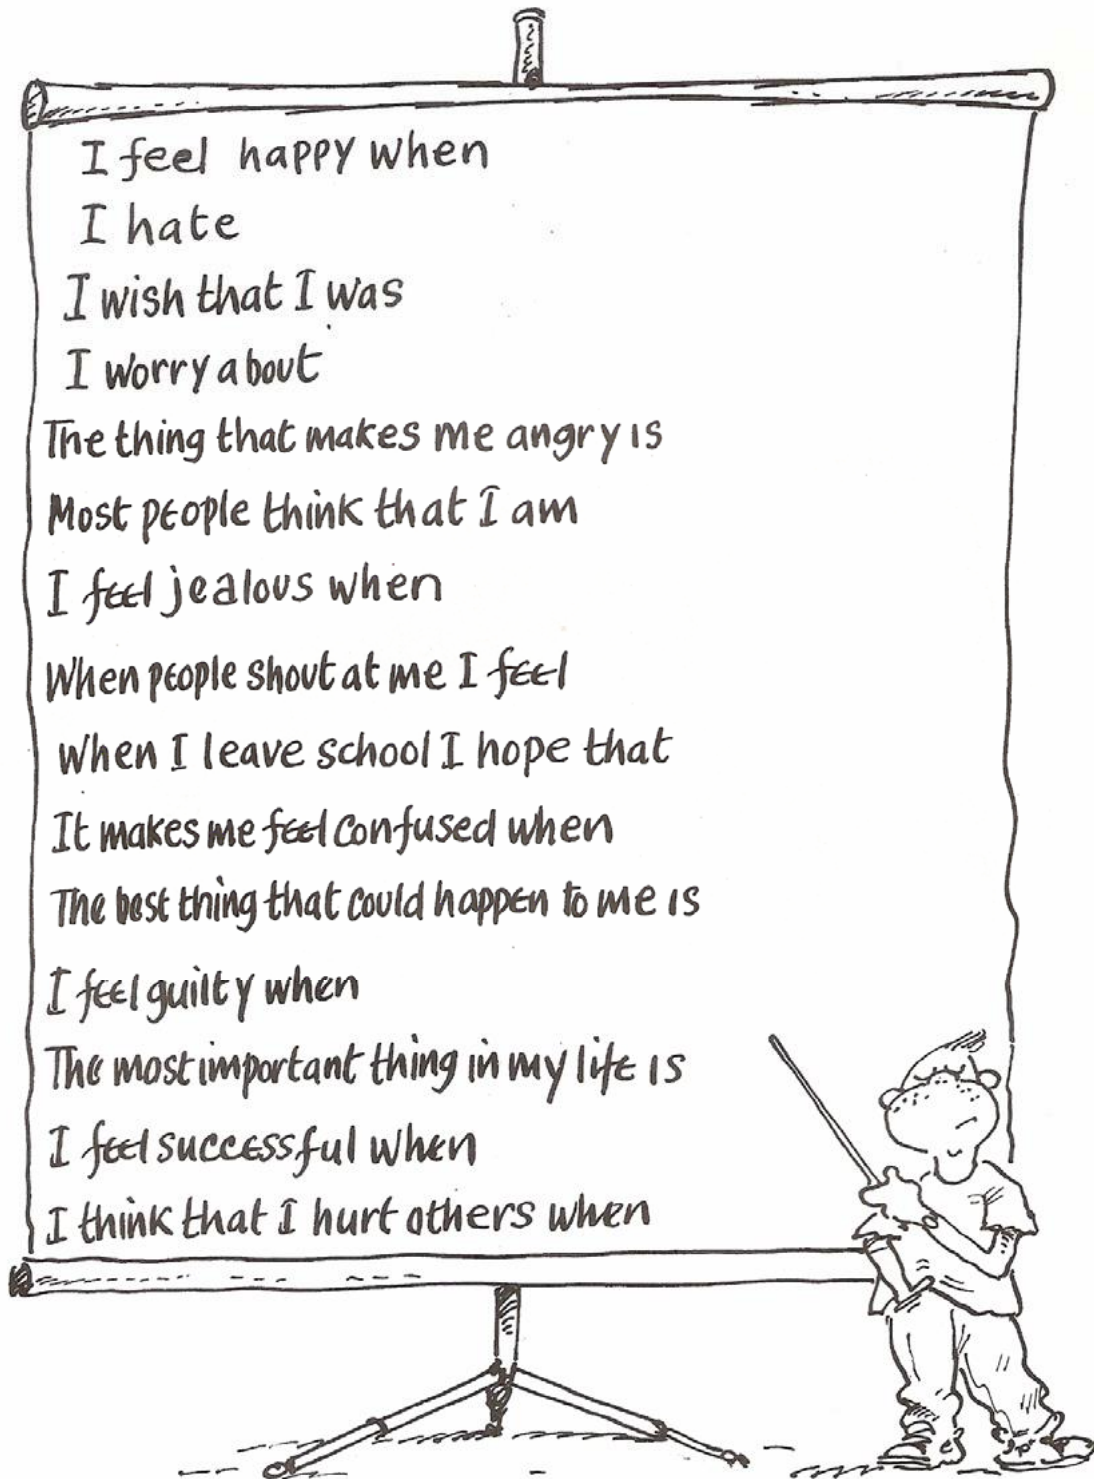 I feel happy when
I hate
I wish that I was
I worry about
The thing that makes me angry is
Most people think that I am
I feel jealous when
When people shout at me I feel
When I leave school I hope that
It makes me feel confused when
The best thing that could happen to me is
I feel guilty when
The most important thing in my life is
I feel successful when
I think that I hurt others when